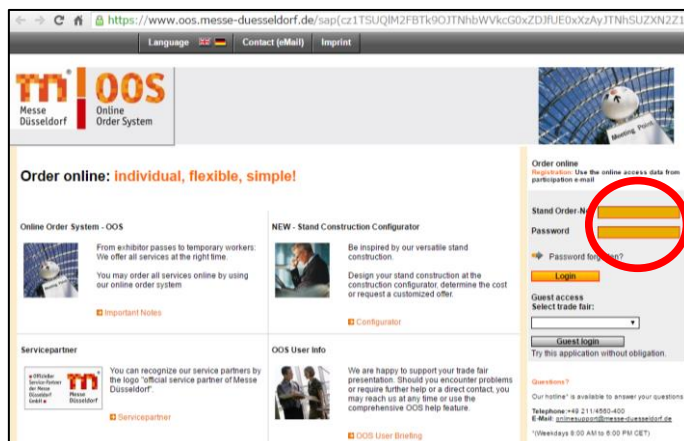 https://www.oos.messe-duesseldorf.de/sap(
Language
Contact (eMail)
Imprint
Messe
Düsseldorf
OOS
Online
Order System
Meeting Point
Order online: individual, flexible, simple!
Online Order System - OOS
From exhibitor passes to temporary workers:
We offer all services at the right time.
You may order all services online by using
our online order system
Important Notes
NEW - Stand Construction Configurator
Be inspired by our versatile stand
construction.
Design your stand construction at the
construction configurator, determine the cost
or request a customized offer.
Configurator
Servicepartner
Offizieller
Service-Partner
der Messe
Düsseldorf
GmbH
Messe
Düsseldorf
You can recognize our service partners by
the logo "official service partner of Messe
Düsseldorf".
Servicepartner
OOS User Info
We are happy to support your trade fair
presentation. Should you encounter problems
or require further help or a direct contact, you
may reach us at any time or use the
comprehensive OOS help feature.
OOS User Briefing
Order online
Registration: Use the online access data from
participation e-mail
Stand Order-N
Password
Password forgotten?
Login
Guest access
Select trade fair:
Guest login
Try this application without obligation.
Questions?
Our hotline* is available to answer your questions
Telephone:+49 211/4560-400
E-Mail: onlinesupport@messe-duesseldorf.de
*(Weekdays 8:00 AM to 6:00 PM CET)